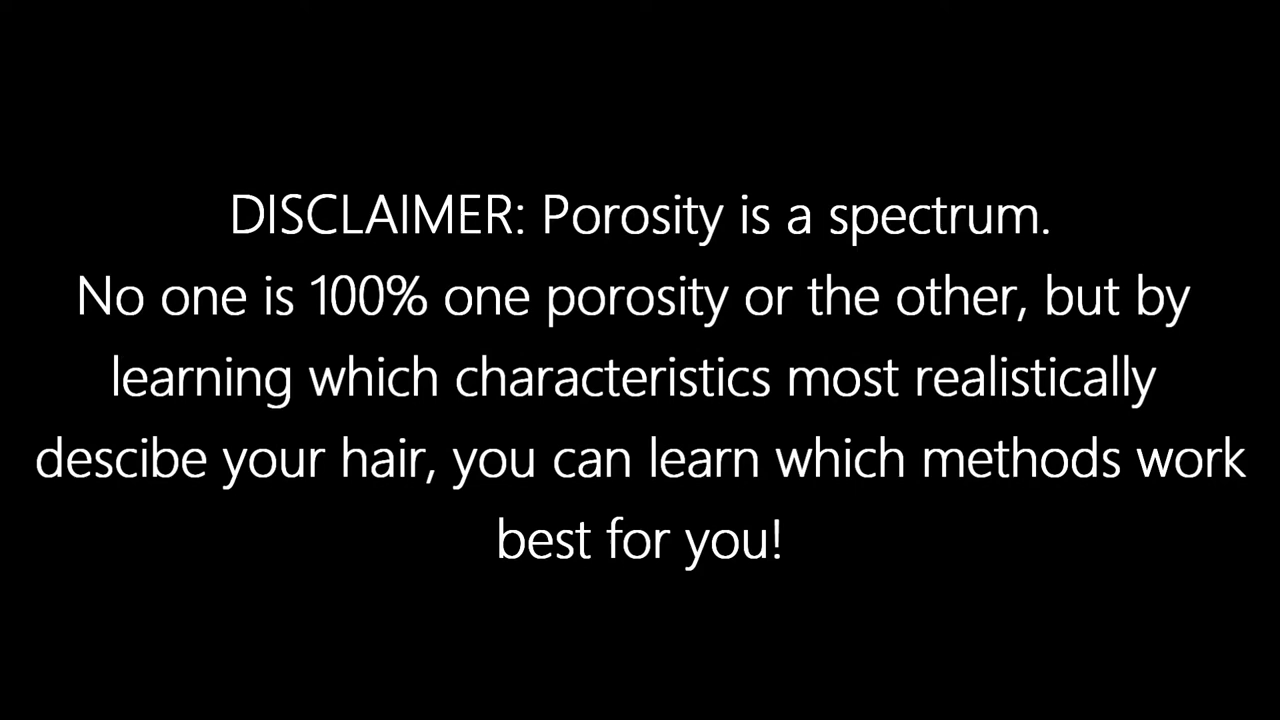 DISCLAIMER: Porosity is a spectrum.
No one is 100% one porosity or the other, but by
learning which characteristics most realistically
descibe your hair, you can learn which methods work
best for you!